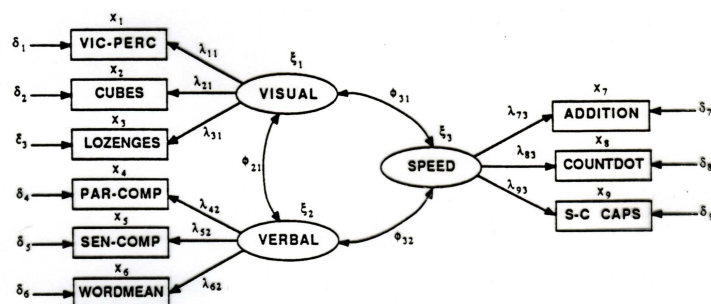 X₁
δ₁ VIC-PERC λ₁₁ ξ₁
X₂
δ₂ CUBES λ₂₁ VISUAL
X₃
ξ₃ LOZENGES λ₃₁
X₄
δ₄ PAR-COMP λ₄₂
X₅
δ₅ SEN-COMP λ₅₂ VERBAL ξ₂
X₆
δ₆ WORDMEAN λ₆₂
ϕ₂₁
ϕ₃₁
ϕ₃₂
ξ₃
SPEED
X₇
λ₇₃ ADDITION δ₇
X₈
λ₈₃ COUNTDOT δ₈
X₉
λ₉₃ S-C CAPS δ₉